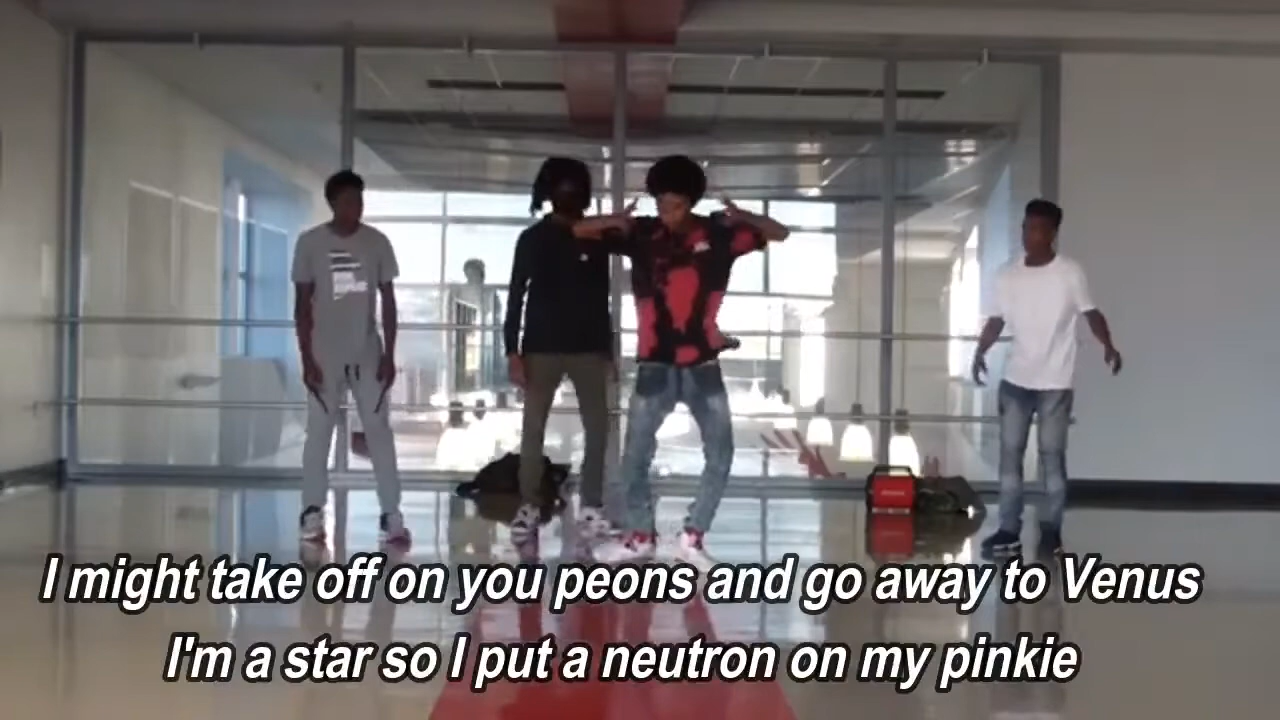 I might take off on you peons and go away to Venus
I'm a star so I put a neutron on my pinkie